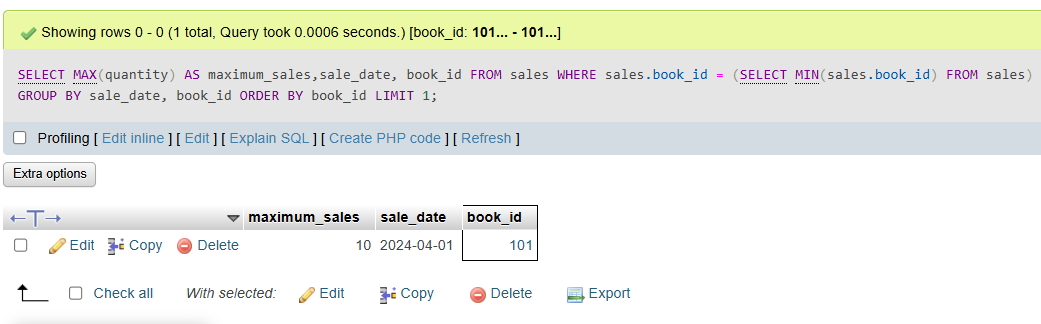 Showing rows 0 - 0 (1 total, Query took 0.0006 seconds.) [book_id: 101... - 101...]
SELECT MAX(quantity) AS maximum_sales,sale_date, book_id FROM sales WHERE sales.book_id = (SELECT MIN(sales.book_id) FROM sales)
GROUP BY sale_date, book_id ORDER BY book_id LIMIT 1;
Profiling [ Edit inline ] [ Edit ] [ Explain SQL ] [ Create PHP code ] [ Refresh ]
Extra options
←T→ maximum_sales sale_date book_id
Edit Copy Delete 10 2024-04-01 101
Check all With selected: Edit Copy Delete Export